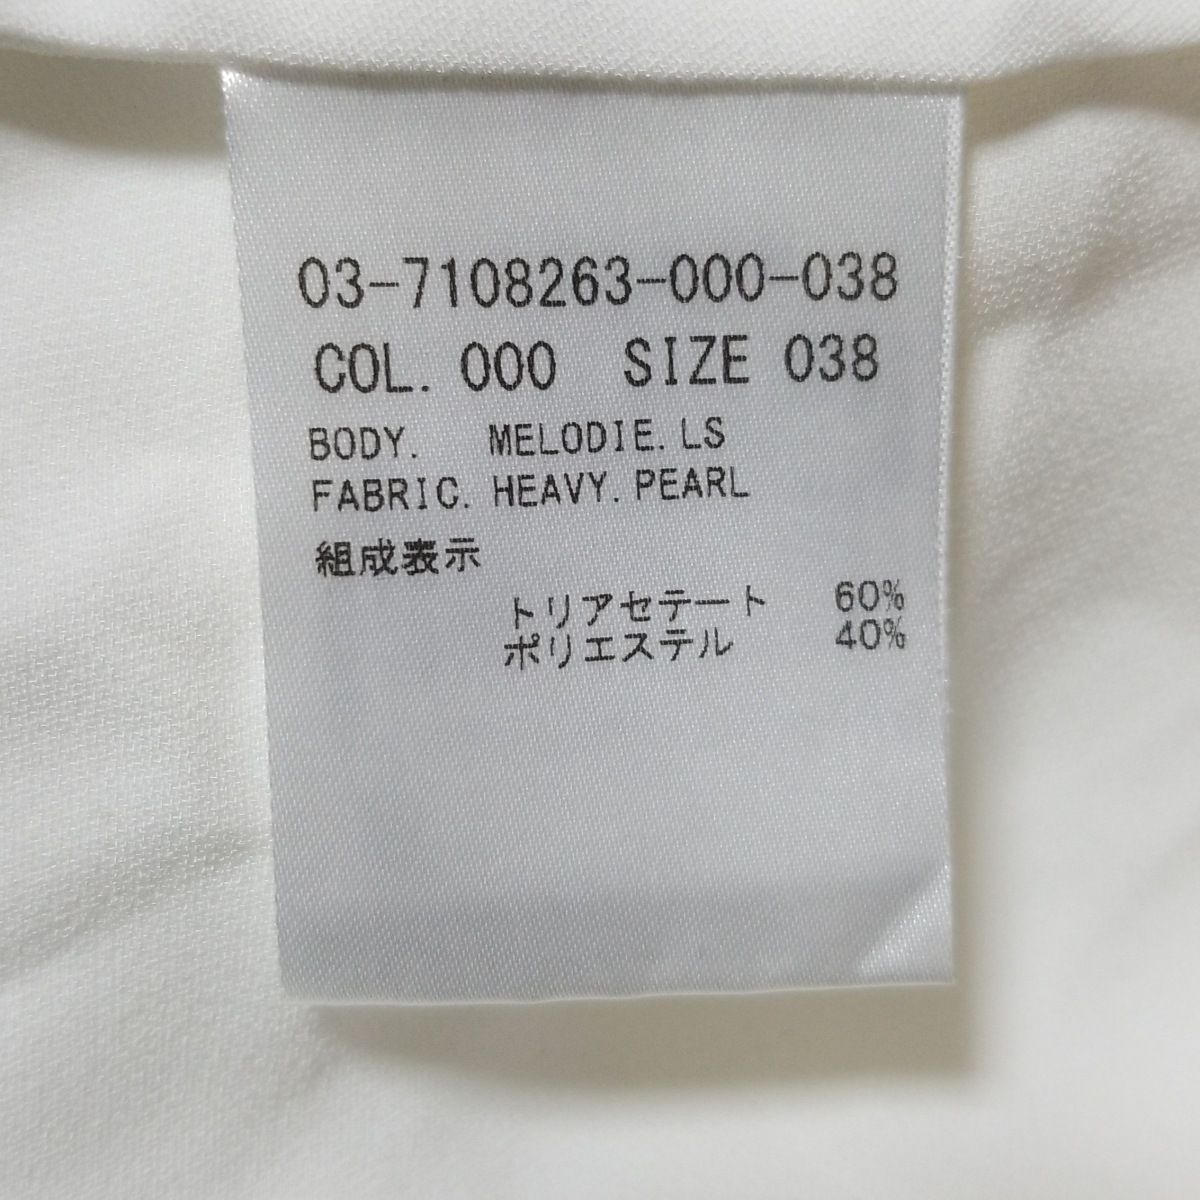 03-7108263-000-038
COL. 000 SIZE 038
BODY. MELODIE.LS
FABRIC. HEAVY.PEARL
組成表示
トリアセテート 60%
ポリエステル 40%